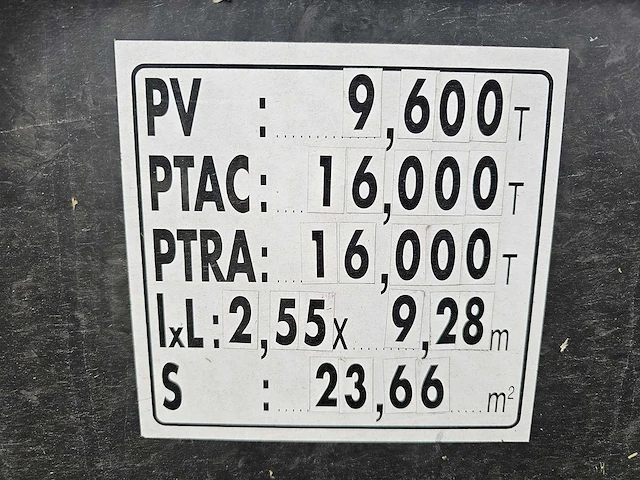 PV : 9,600 T
PTAC: 16,000 T
PTRA: 16,000 T
lxL: 2,55 x 9,28 m
S : 23,66 m²